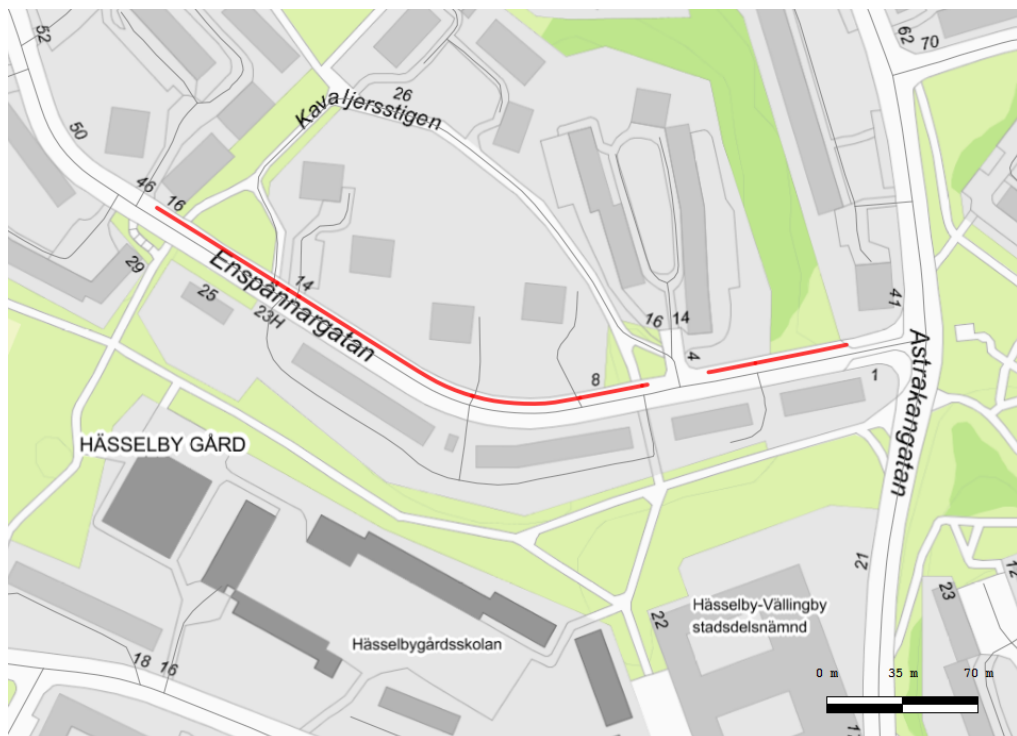 52
62
70
26
Kavaljersstigen
50
46
16
29
25
23H
Enspännargatan
14
16
14
4
8
41
1
Astrakangatan
HÄSSELBY GÅRD
21
22
Hässelby-Vällingby
stadsdelsnämnd
23
12
Hässelbygårdsskolan
18
16
0 m
35 m
70 m